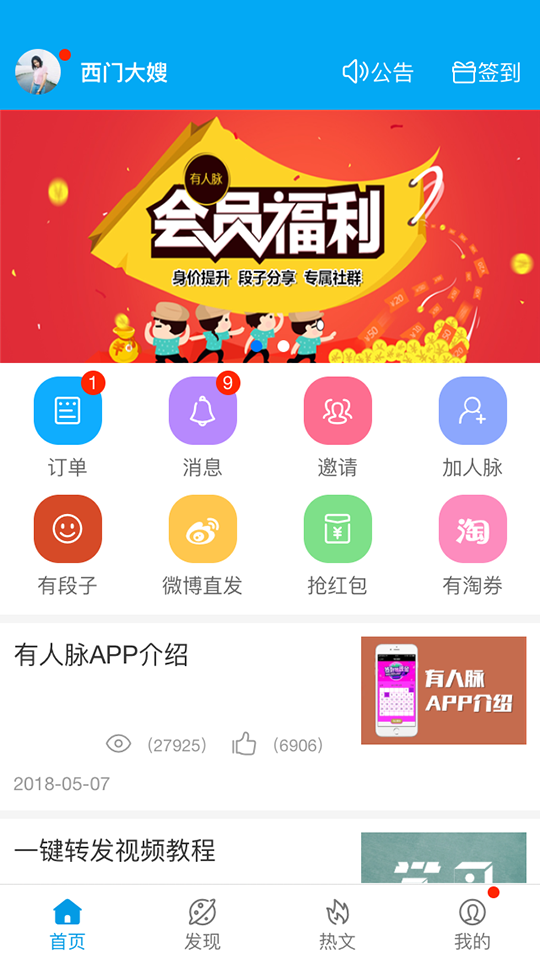 西门大嫂 公告 签到
有人脉
会员福利
身价提升 段子分享 专属社群
1 9
订单 消息 邀请 加人脉
淘
有段子 微博直发 抢红包 有淘券
有人脉APP介绍
有人脉
APP介绍
(27925) (6906)
2018-05-07
一键转发视频教程
首页 发现 热文 我的